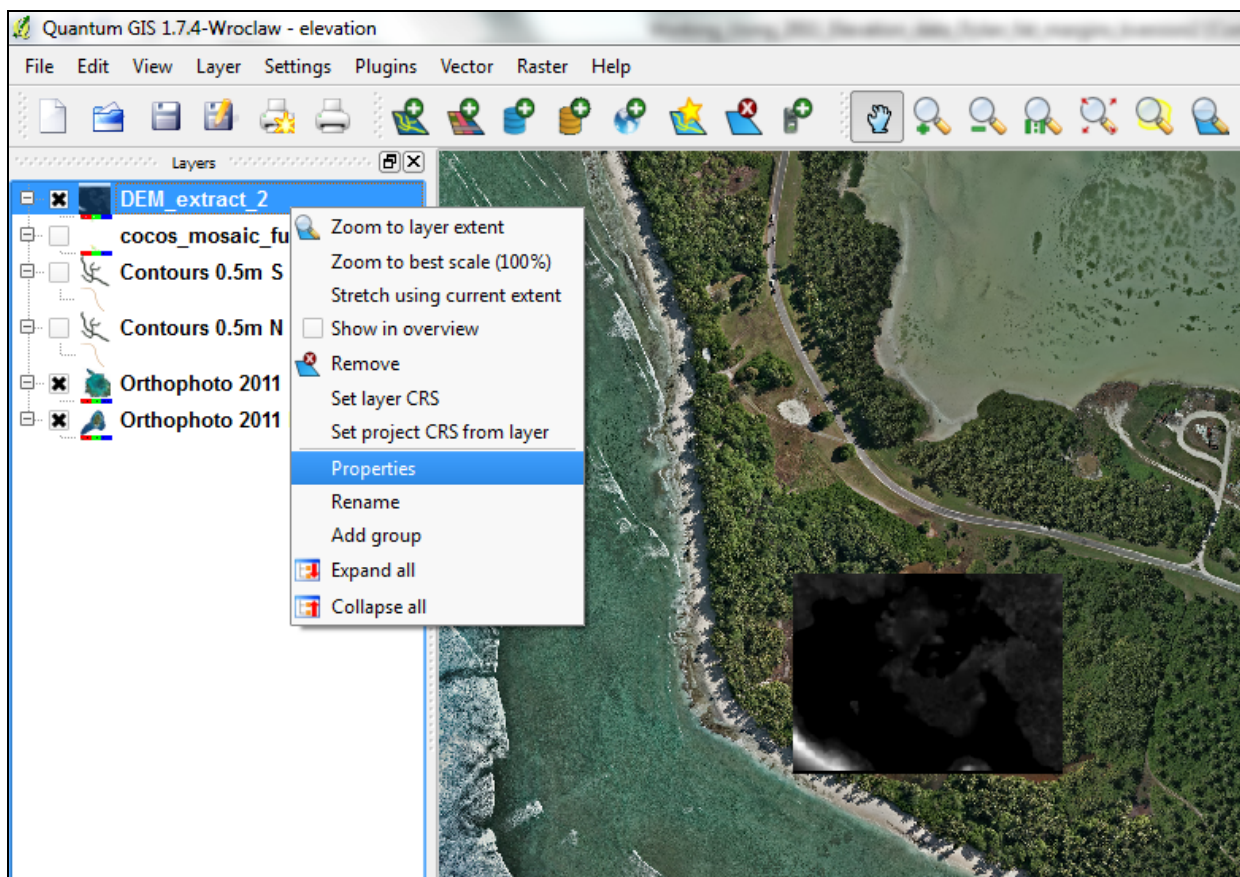 Quantum GIS 1.7.4-Wroclaw - elevation
File Edit View Layer Settings Plugins Vector Raster Help
Layers
DEM_extract_2
cocos_mosaic_fu
Contours 0.5m S
Contours 0.5m N
Orthophoto 2011
Orthophoto 2011
Zoom to layer extent
Zoom to best scale (100%)
Stretch using current extent
Show in overview
Remove
Set layer CRS
Set project CRS from layer
Properties
Rename
Add group
Expand all
Collapse all